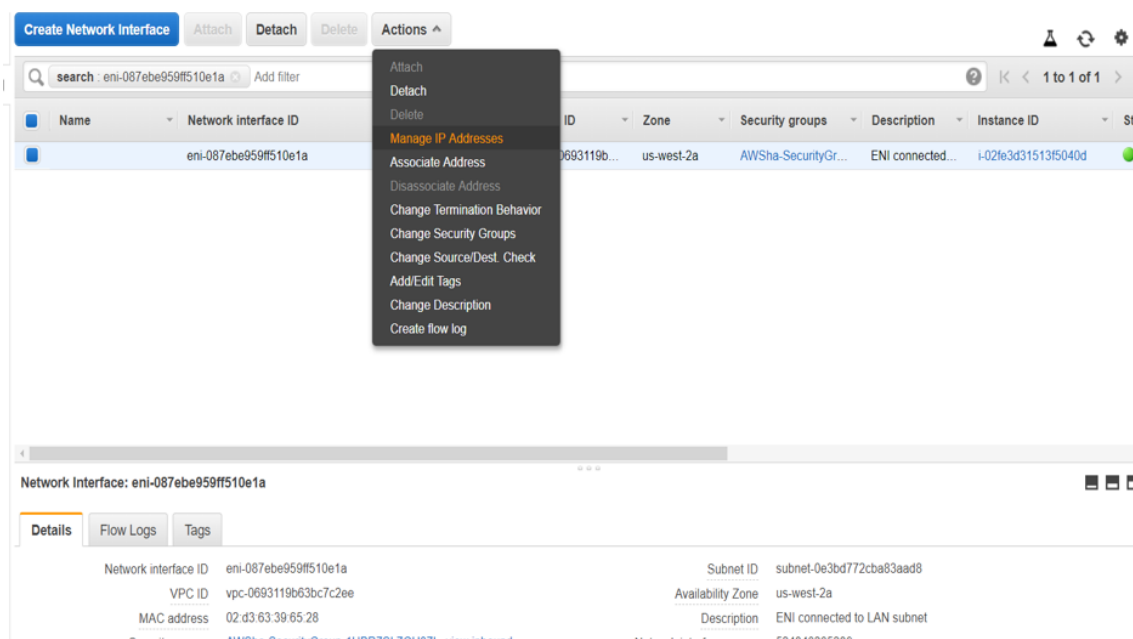 Create Network Interface Attach Detach Delete Actions
search : eni-087ebe959ff510e1a Add filter 1 to 1 of 1
Attach
Detach
Delete
Manage IP Addresses
Associate Address
Disassociate Address
Change Termination Behavior
Change Security Groups
Change Source/Dest. Check
Add/Edit Tags
Change Description
Create flow log
Name Network interface ID ID Zone Security groups Description Instance ID
eni-087ebe959ff510e1a 0693119b... us-west-2a AWSha-SecurityGr... ENI connected... i-02fe3d31513f5040d
Network Interface: eni-087ebe959ff510e1a
Details Flow Logs Tags
Network interface ID eni-087ebe959ff510e1a Subnet ID subnet-0e3bd772cba83aad8
VPC ID vpc-0693119b63bc7c2ee Availability Zone us-west-2a
MAC address 02:d3:63:39:65:28 Description ENI connected to LAN subnet